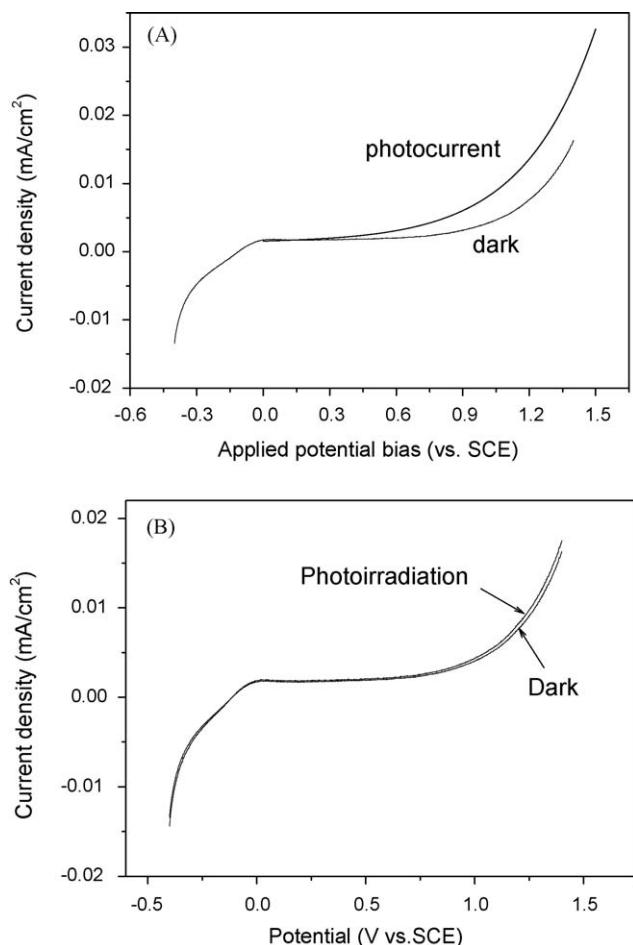 (A)
Current density (mA/cm²)
0.03
0.02
0.01
0.00
-0.01
-0.02
photocurrent
dark
-0.6 -0.3 0.0 0.3 0.6 0.9 1.2 1.5
Applied potential bias (vs. SCE)
(B)
Current density (mA/cm²)
0.02
0.01
0.00
-0.01
-0.02
Photoirradiation
Dark
-0.5 0.0 0.5 1.0 1.5
Potential (V vs.SCE)